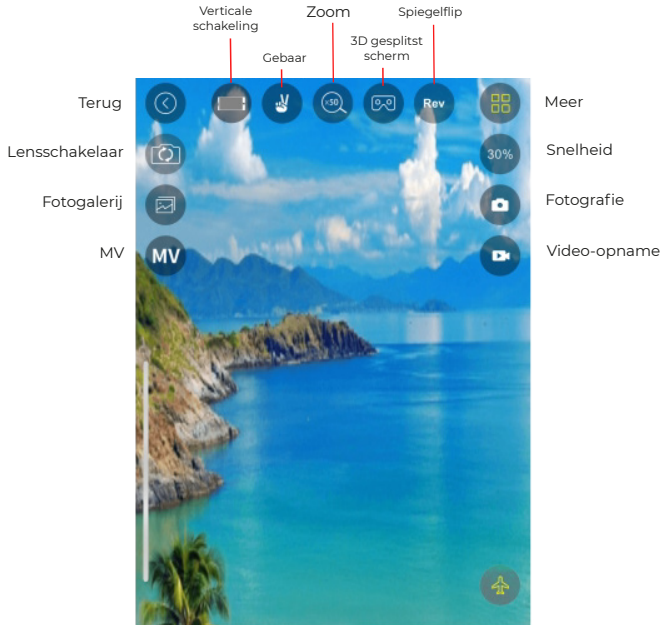 Verticale
schakeling
Zoom
Spiegelflip
Gebaar
3D gesplitst
scherm
Terug
x50
Rev
Meer
Lensschakelaar
30%
Snelheid
Fotogalerij
Fotografie
MV
MV
Video-opname